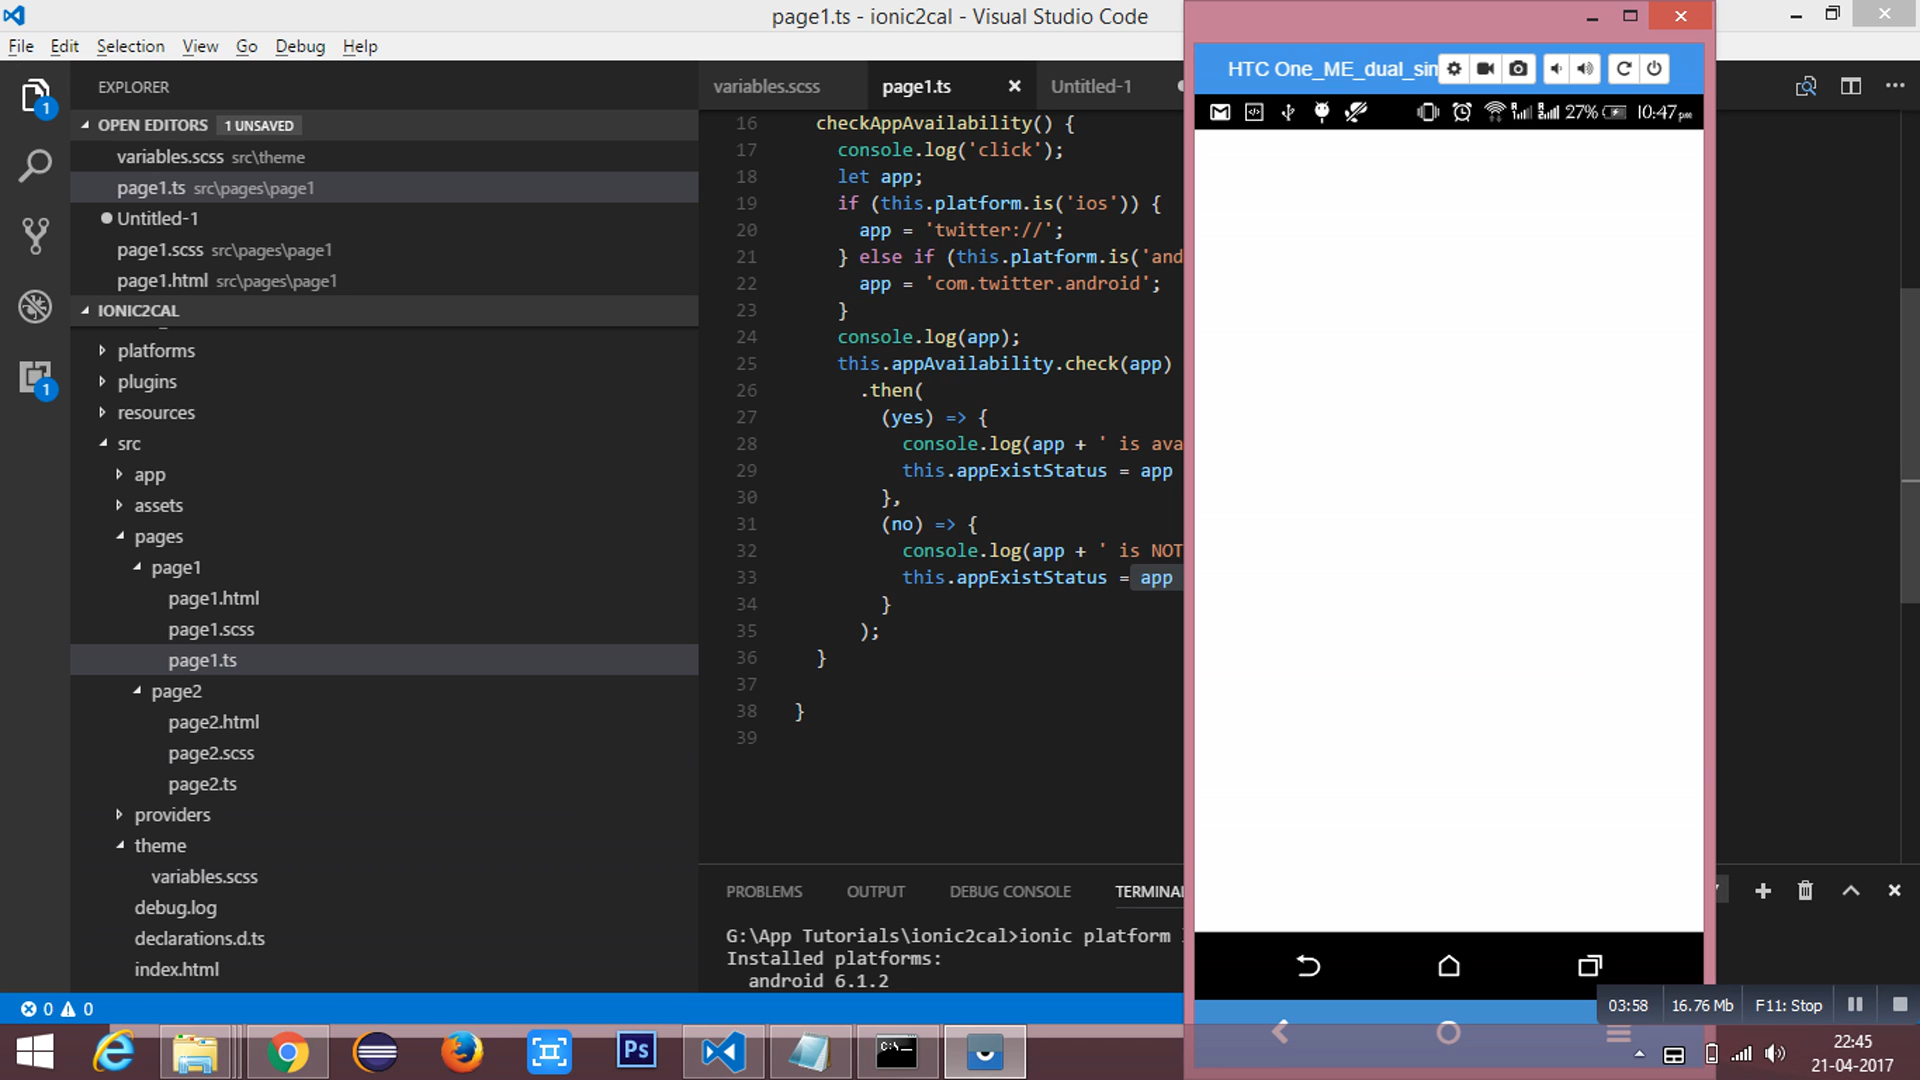 page1.ts - ionic2cal - Visual Studio Code
File Edit Selection View Go Debug Help
EXPLORER
OPEN EDITORS 1 UNSAVED
variables.scss src\theme
page1.ts src\pages\page1
Untitled-1
page1.scss src\pages\page1
page1.html src\pages\page1
IONIC2CAL
platforms
plugins
resources
src
app
assets
pages
page1
page1.html
page1.scss
page1.ts
page2
page2.html
page2.scss
page2.ts
providers
theme
variables.scss
debug.log
declarations.d.ts
index.html
1
1
variables.scss page1.ts Untitled-1
16 checkAppAvailability() {
17 console.log('click');
18 let app;
19 if (this.platform.is('ios')) {
20 app = 'twitter://';
21 } else if (this.platform.is('and
22 app = 'com.twitter.android';
23 }
24 console.log(app);
25 this.appAvailability.check(app)
26 .then(
27 (yes) => {
28 console.log(app + ' is ava
29 this.appExistStatus = app
30 },
31 (no) => {
32 console.log(app + ' is NOT
33 this.appExistStatus = app
34 }
35 );
36 }
37
38 }
39
PROBLEMS OUTPUT DEBUG CONSOLE TERMINAL
G:\App Tutorials\ionic2cal>ionic platform
Installed platforms:
android 6.1.2
0 0
HTC One_ME_dual_sim
27% 10:47pm
03:58 16.76 Mb F11: Stop
Ps
C:\
22:45
21-04-2017